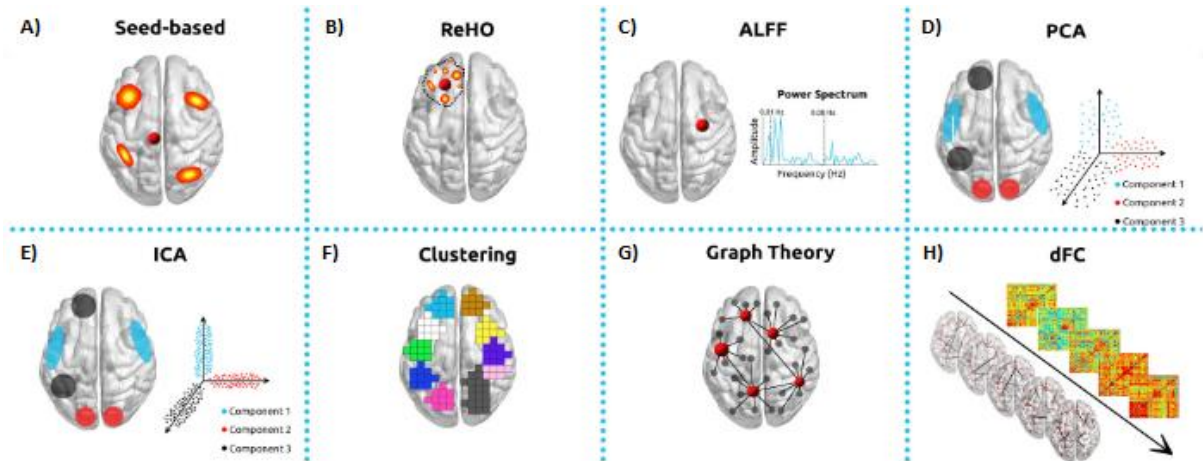 A) Seed-based
B) ReHO
C) ALFF
Power Spectrum
0.01 Hz
0.08 Hz
Amplitude
Frequency (Hz)
D) PCA
Component 1
Component 2
Component 3
E) ICA
Component 1
Component 2
Component 3
F) Clustering
G) Graph Theory
H) dFC